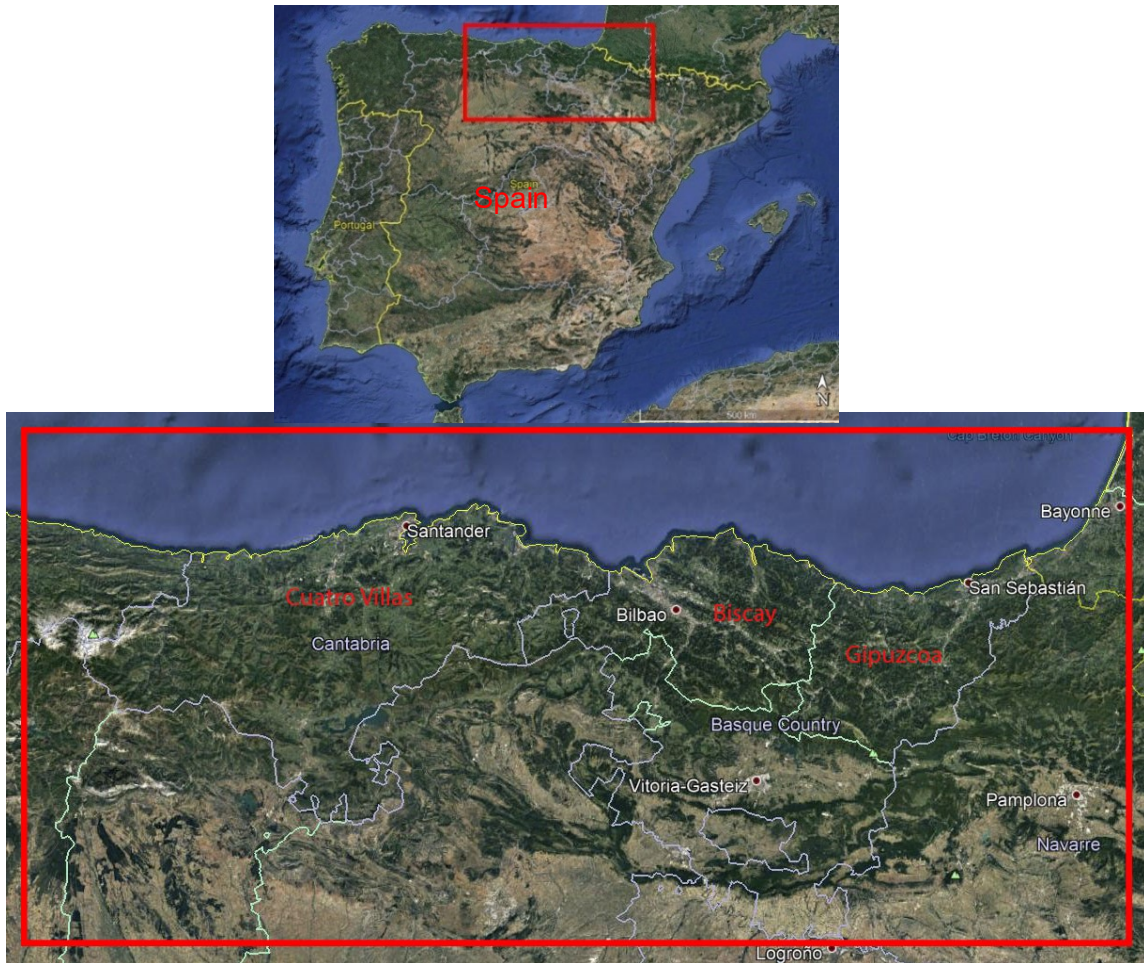 Spain
Spain
Portugal
N
500 km
Cap Breton Canyon
Bayonne
Santander
San Sebastián
Cuatro Villas
Bilbao
Biscay
Cantabria
Gipuzcoa
Basque Country
Vitoria-Gasteiz
Pamplona
Navarre
Logroño